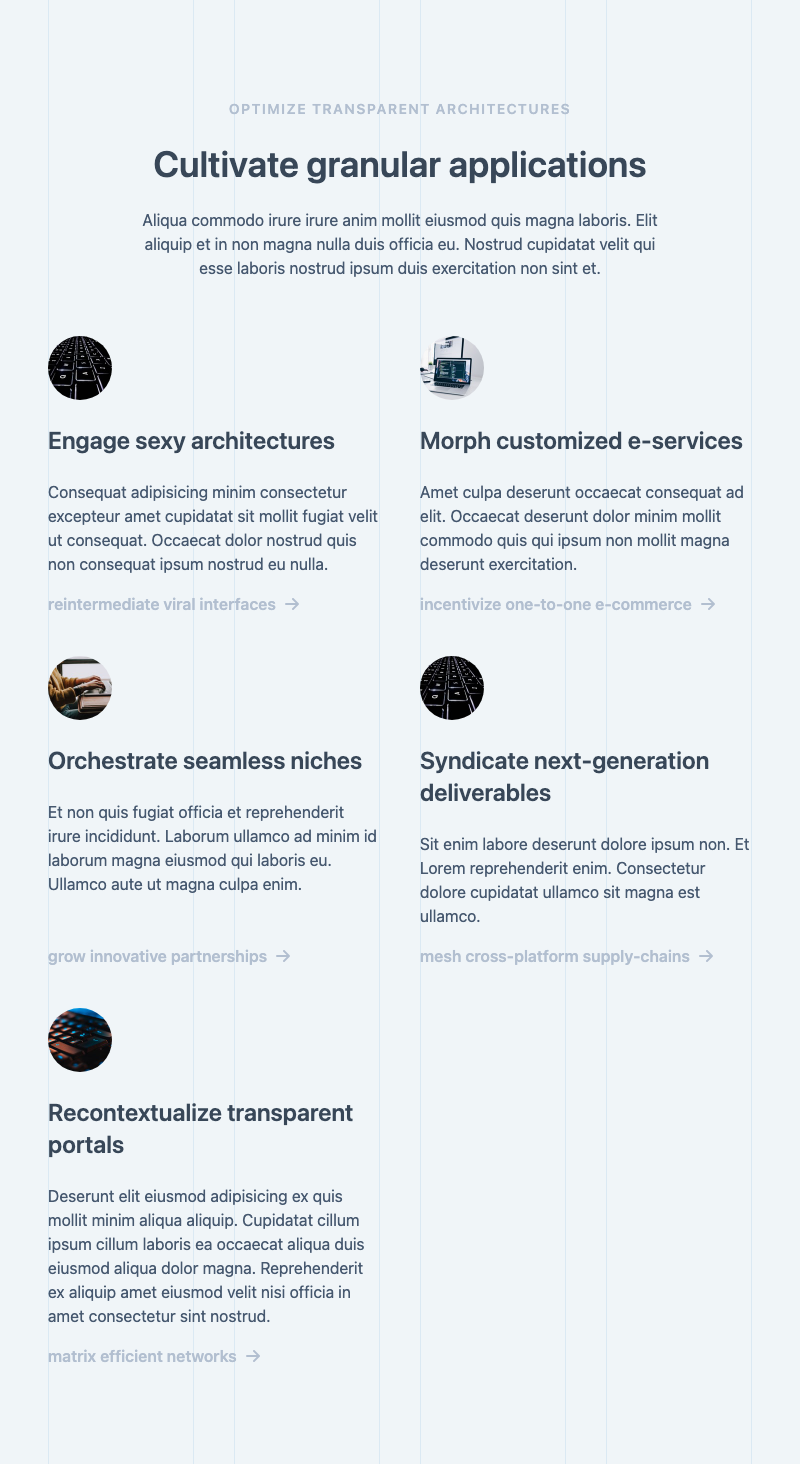 OPTIMIZE TRANSPARENT ARCHITECTURES
Cultivate granular applications
Aliqua commodo irure irure anim mollit eiusmod quis magna laboris. Elit
aliquip et in non magna nulla duis officia eu. Nostrud cupidatat velit qui
esse laboris nostrud ipsum duis exercitation non sint et.
Engage sexy architectures
Consequat adipisicing minim consectetur
excepteur amet cupidatat sit mollit fugiat velit
ut consequat. Occaecat dolor nostrud quis
non consequat ipsum nostrud eu nulla.
reintermediate viral interfaces →
Morph customized e-services
Amet culpa deserunt occaecat consequat ad
elit. Occaecat deserunt dolor minim mollit
commodo quis qui ipsum non mollit magna
deserunt exercitation.
incentivize one-to-one e-commerce →
Orchestrate seamless niches
Et non quis fugiat officia et reprehenderit
irure incididunt. Laborum ullamco ad minim id
laborum magna eiusmod qui laboris eu.
Ullamco aute ut magna culpa enim.
grow innovative partnerships →
Syndicate next-generation
deliverables
Sit enim labore deserunt dolore ipsum non. Et
Lorem reprehenderit enim. Consectetur
dolore cupidatat ullamco sit magna est
ullamco.
mesh cross-platform supply-chains →
Recontextualize transparent
portals
Deserunt elit eiusmod adipisicing ex quis
mollit minim aliqua aliquip. Cupidatat cillum
ipsum cillum laboris ea occaecat aliqua duis
eiusmod aliqua dolor magna. Reprehenderit
ex aliquip amet eiusmod velit nisi officia in
amet consectetur sint nostrud.
matrix efficient networks →